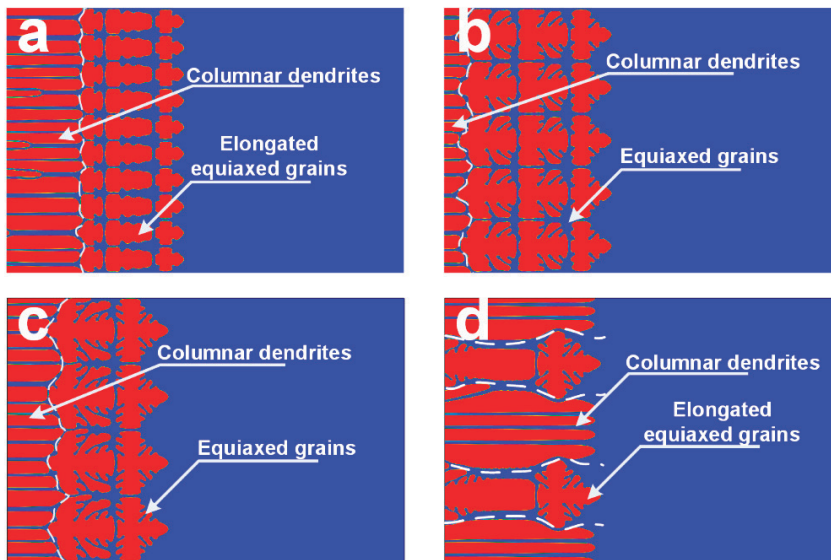 a
Columnar dendrites
Elongated
equiaxed grains
b
Columnar dendrites
Equiaxed grains
c
Columnar dendrites
Equiaxed grains
d
Columnar dendrites
Elongated
equiaxed grains